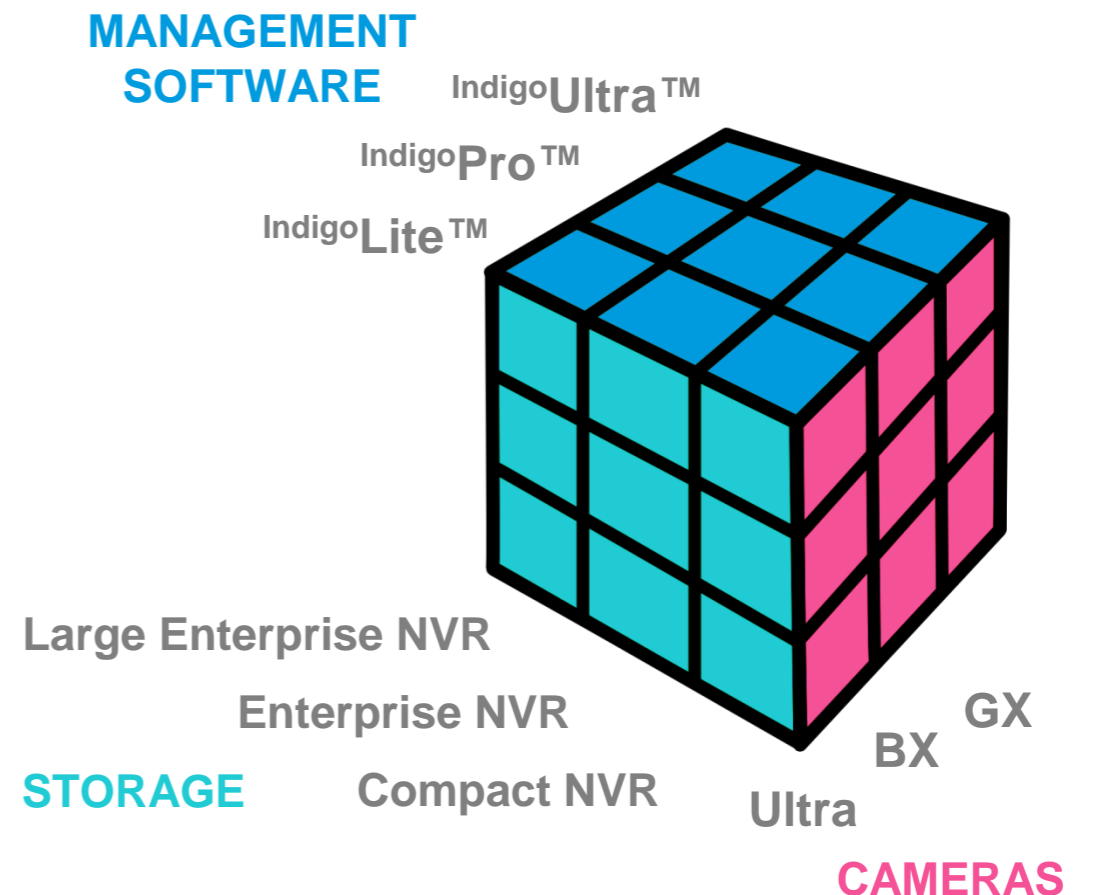 MANAGEMENT
SOFTWARE
IndigoUltra™
IndigoPro™
IndigoLite™
Large Enterprise NVR
Enterprise NVR
Compact NVR
STORAGE
GX
BX
Ultra
CAMERAS